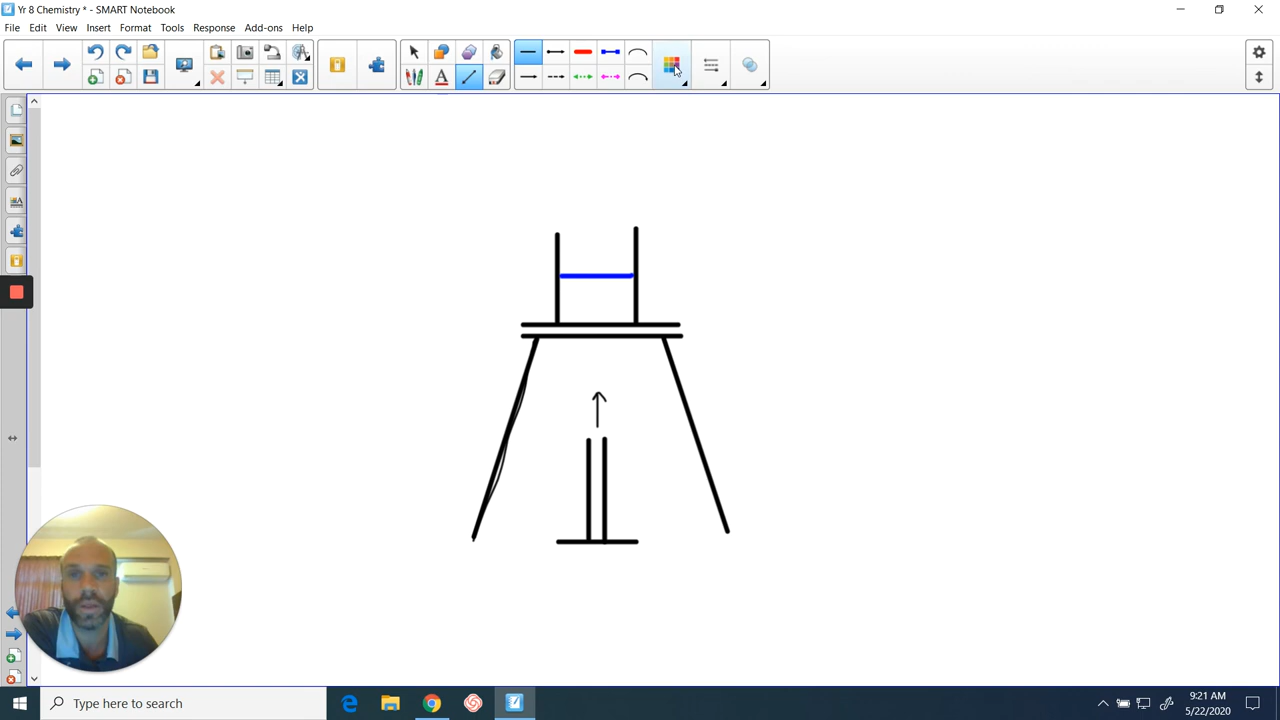 Yr 8 Chemistry * - SMART Notebook
File Edit View Insert Format Tools Response Add-ons Help
Type here to search
9:21 AM
5/22/2020